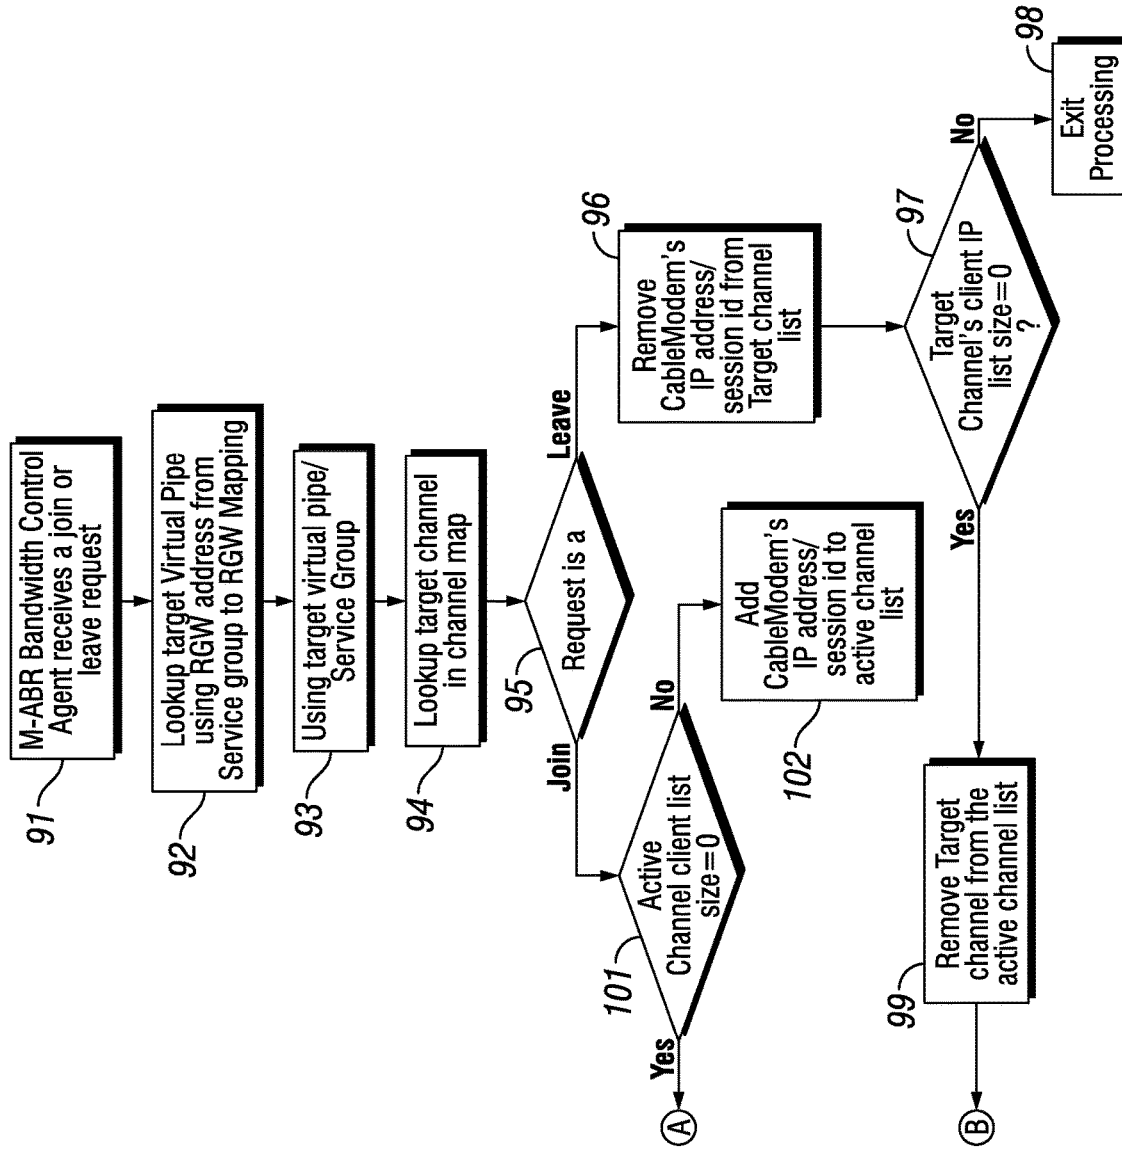 M-ABR Bandwidth Control
Agent receives a join or
leave request
91
Lookup target Virtual Pipe
using RGW address from
Service group to RGW Mapping
92
Using target virtual pipe/
Service Group
93
Lookup target channel
in channel map
94
Request is a
95
Join
Leave
Active
Channel client list
size=0
101
Yes
No
A
Add
CableModem's
IP address/
session id to
active channel
list
102
Remove
CableModem's
IP address/
session id from
Target channel
list
96
Target
Channel's client IP
list size=0
?
97
Yes
No
Exit
Processing
98
Remove Target
channel from the
active channel list
99
B